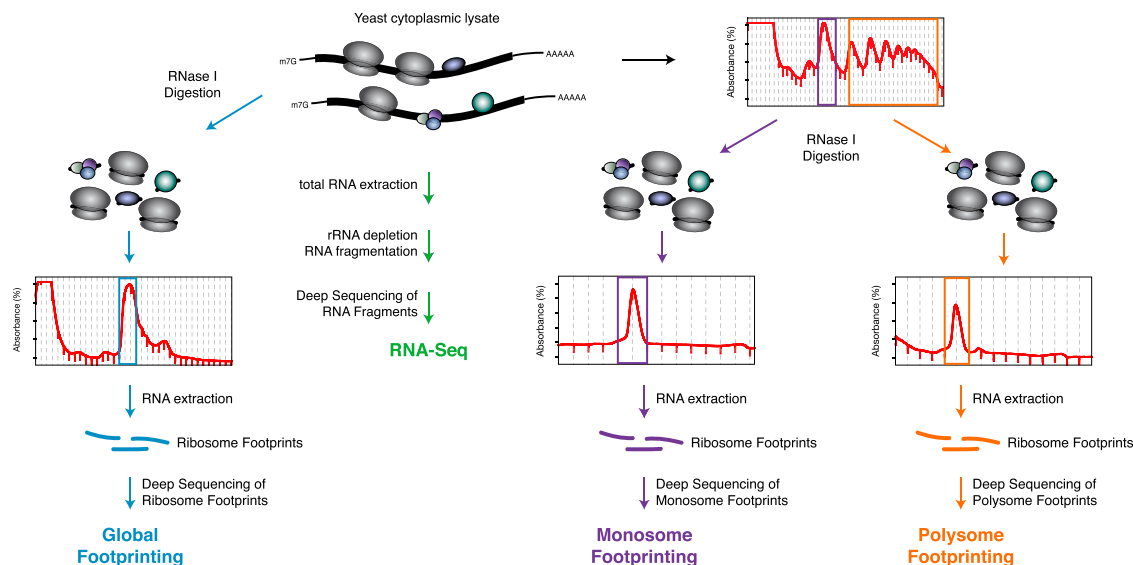 Yeast cytoplasmic lysate
m7G
AAAAA
m7G
AAAAA
RNase I
Digestion
Absorbance (%)
RNase I
Digestion
total RNA extraction
rRNA depletion
RNA fragmentation
Deep Sequencing of
RNA Fragments
RNA-Seq
Absorbance (%)
Absorbance (%)
Absorbance (%)
RNA extraction
RNA extraction
RNA extraction
Ribosome Footprints
Ribosome Footprints
Ribosome Footprints
Deep Sequencing of
Ribosome Footprints
Deep Sequencing of
Monosome Footprints
Deep Sequencing of
Polysome Footprints
Global
Footprinting
Monosome
Footprinting
Polysome
Footprinting